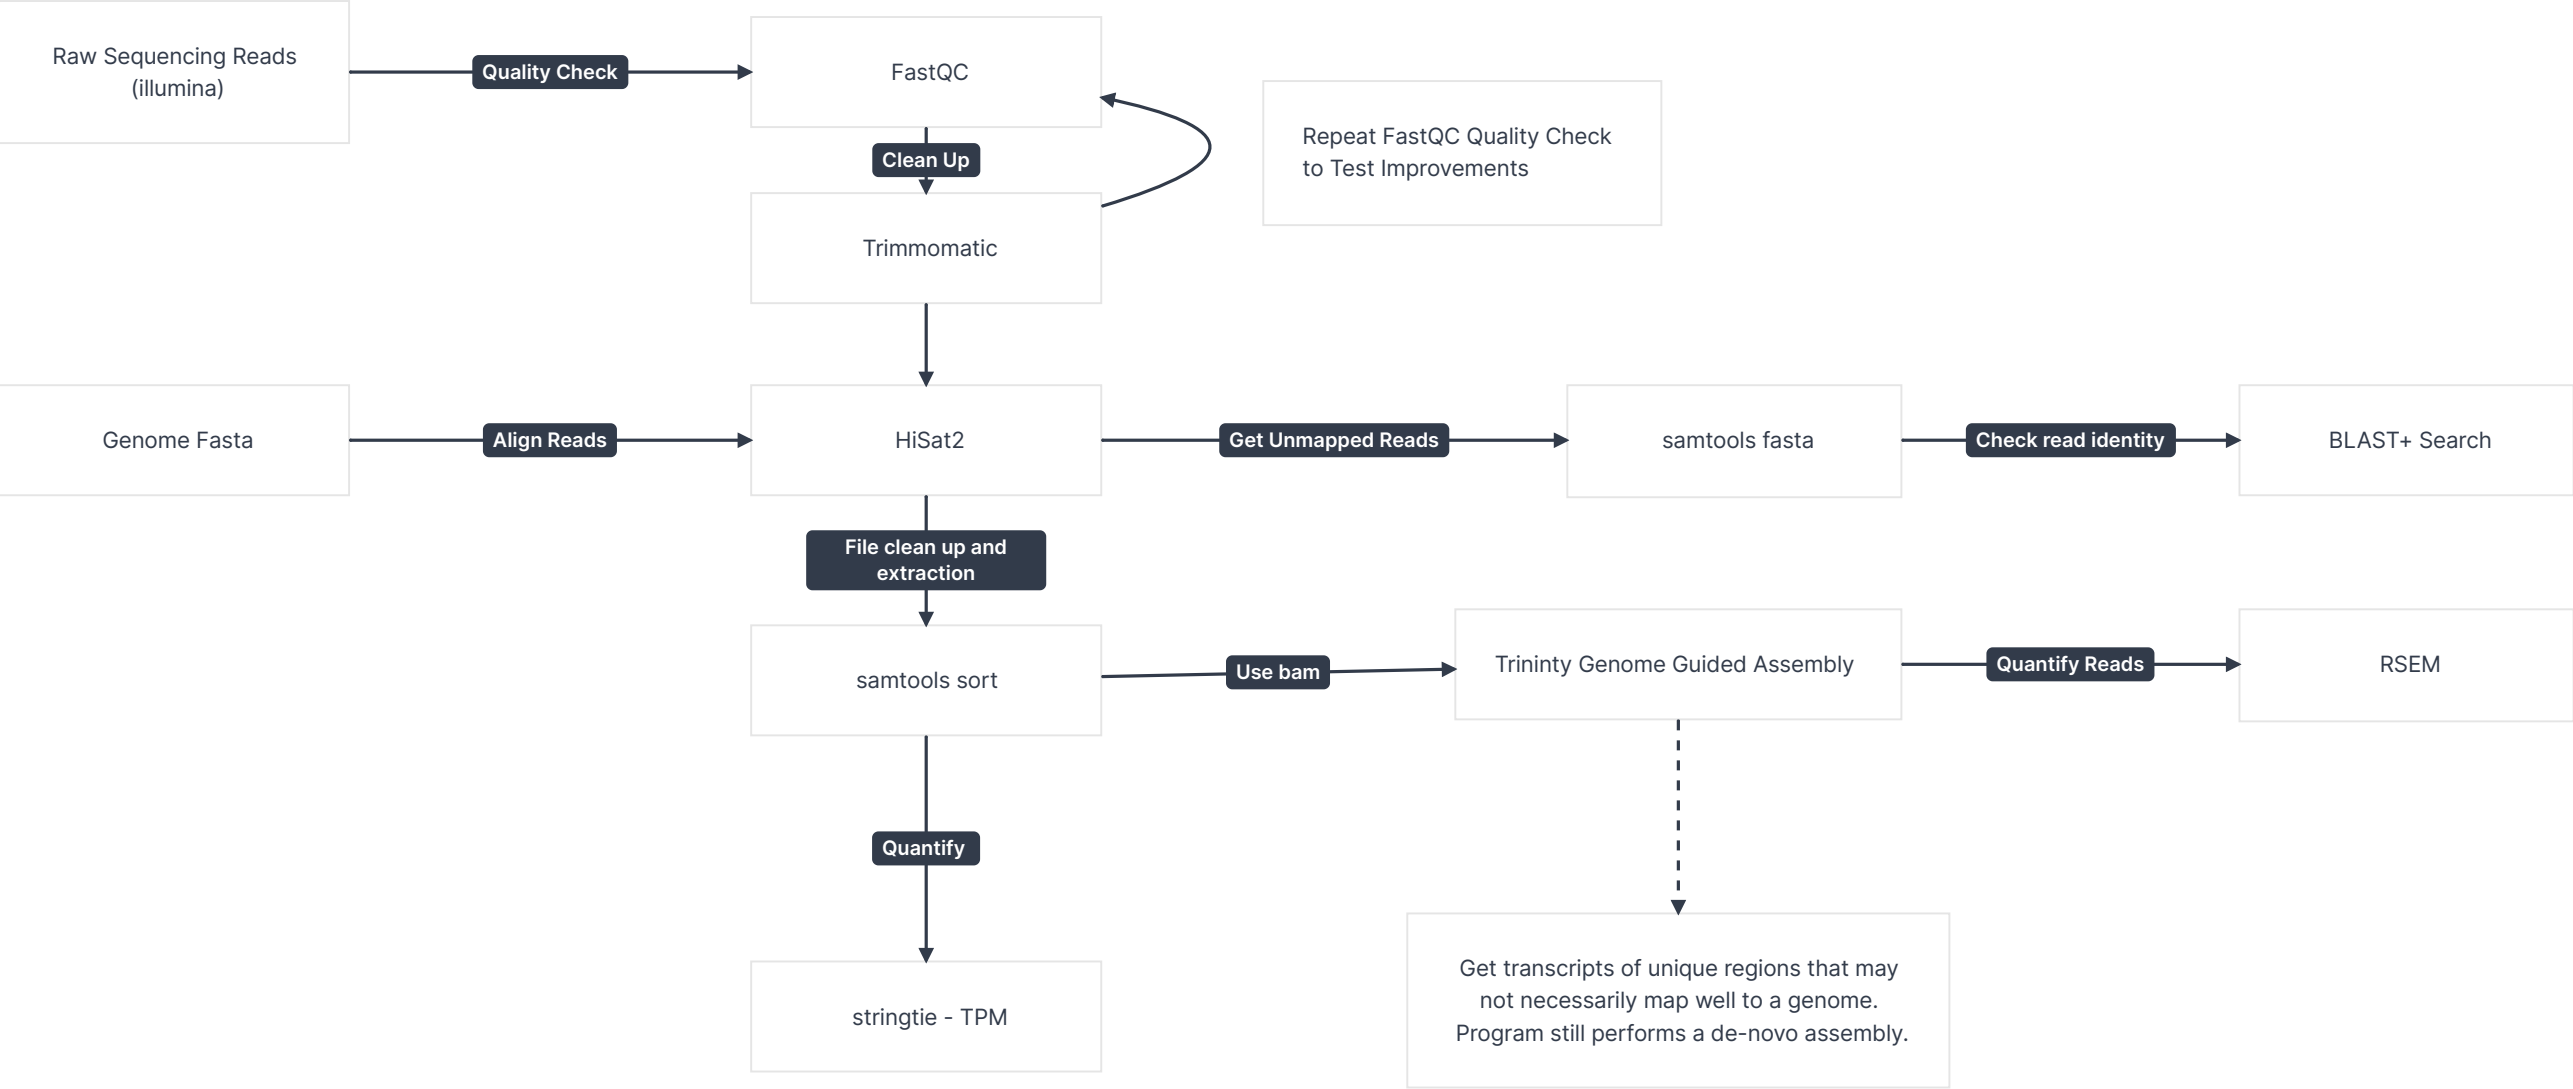 Raw Sequencing Reads
(illumina)
Quality Check
FastQC
Clean Up
Repeat FastQC Quality Check
to Test Improvements
Trimmomatic
Genome Fasta
Align Reads
HiSat2
Get Unmapped Reads
samtools fasta
Check read identity
BLAST+ Search
File clean up and
extraction
samtools sort
Use bam
Trininty Genome Guided Assembly
Quantify Reads
RSEM
Quantify
stringtie - TPM
Get transcripts of unique regions that may
not necessarily map well to a genome.
Program still performs a de-novo assembly.